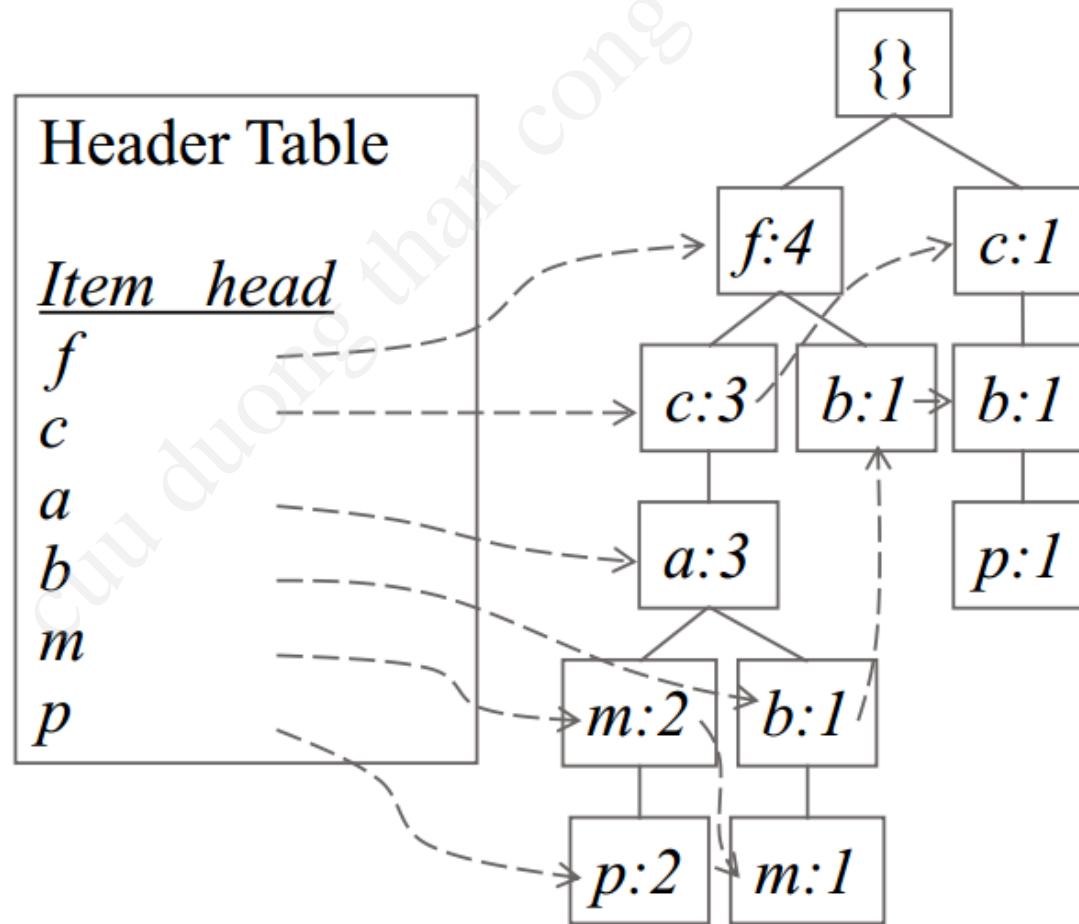 {}
Header Table
f:4 c:1
Item head
f
c:3 b:1 b:1
c
a
a:3 p:1
b
m
m:2 b:1
p
p:2 m:1
cuu duong than cong